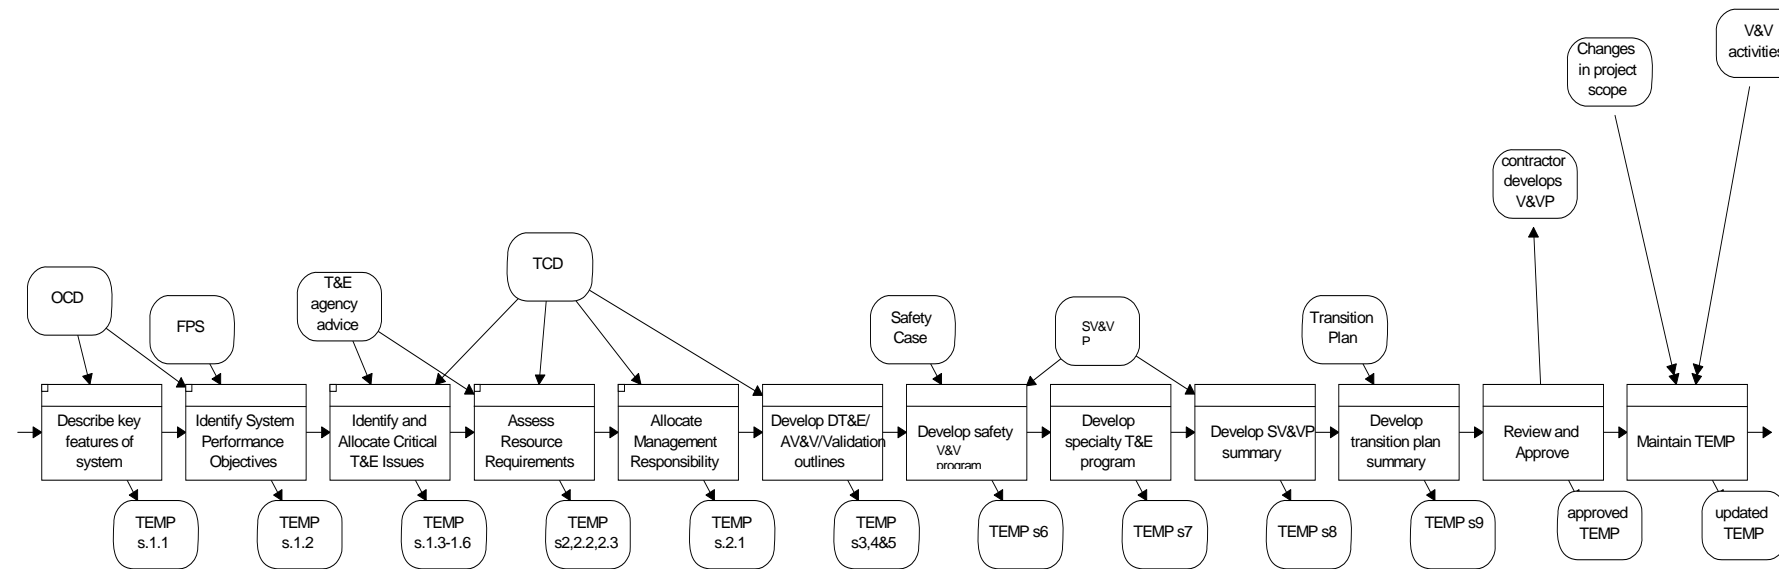 V&V
activities
Changes
in project
scope
contractor
develops
V&VP
TCD
T&E
agency
advice
OCD
FPS
Safety
Case
SV&V
P
Transition
Plan
Describe key
features of
system
Identify System
Performance
Objectives
Identify and
Allocate Critical
T&E Issues
Assess
Resource
Requirements
Allocate
Management
Responsibility
Develop DT&E/
AV&V/Validation
outlines
Develop safety
V&V
program
Develop
specialty T&E
program
Develop SV&VP
summary
Develop
transition plan
summary
Review and
Approve
Maintain TEMP
TEMP
s.1.1
TEMP
s.1.2
TEMP
s.1.3-1.6
TEMP
s2,2.2,2.3
TEMP
s.2.1
TEMP
s3,4&5
TEMP s6
TEMP s7
TEMP s8
TEMP s9
approved
TEMP
updated
TEMP